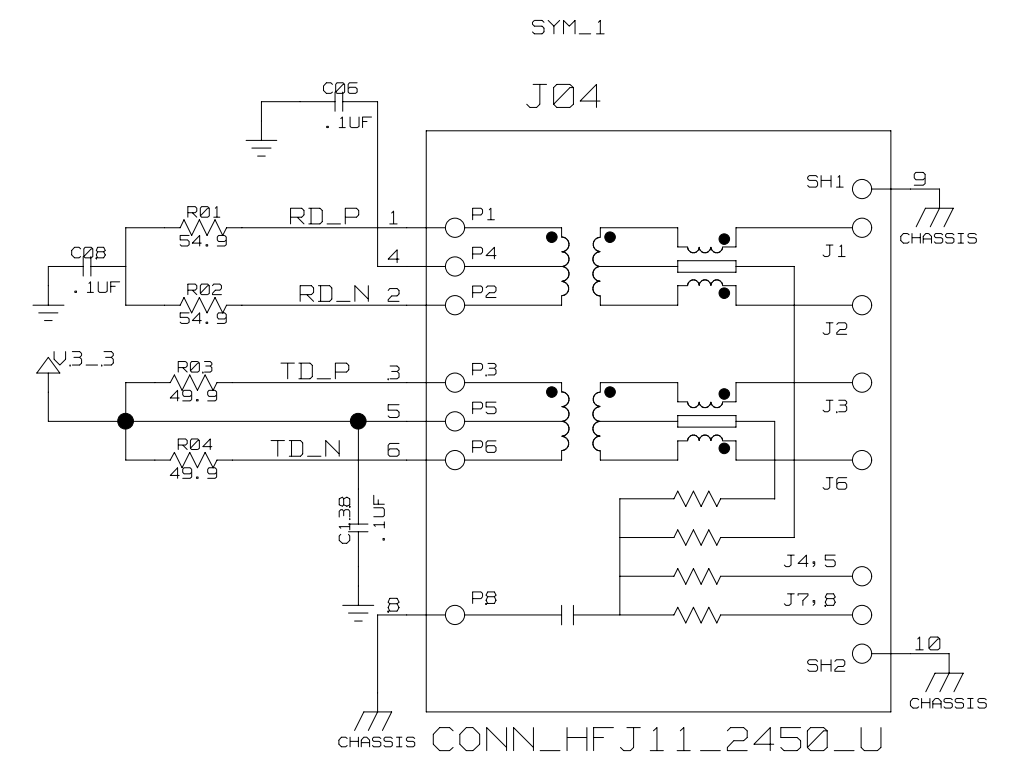 SYM_1
J04
C06
.1UF
SH1
9
CHASSIS
R01
54.9
RD_P
1
P1
J1
C08
.1UF
4
P4
R02
54.9
RD_N
2
P2
J2
V3_3
R03
49.9
TD_P
3
P3
J3
5
P5
R04
49.9
TD_N
6
P6
J6
C138
.1UF
J4,5
J7,8
8
P8
SH2
10
CHASSIS
CHASSIS
CONN_HFJ11_2450_U